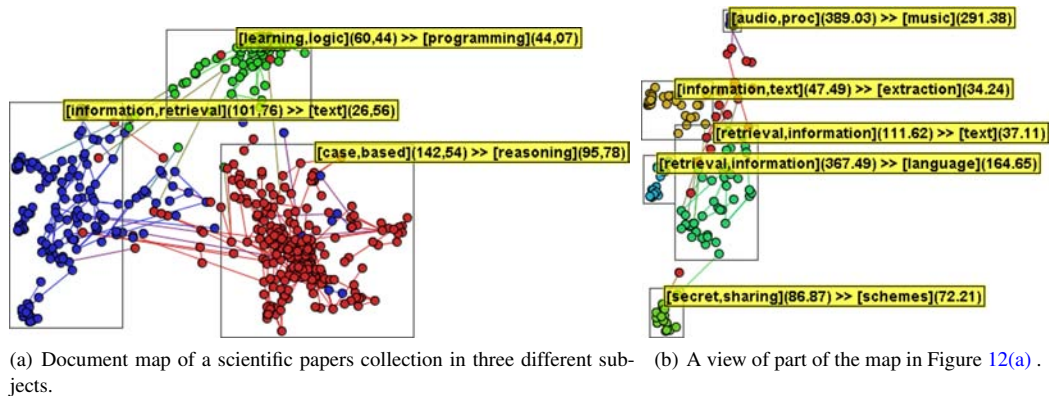 [learning,logic](60,44) >> [programming](44,07)
[information,retrieval](101,76) >> [text](26,56)
[case,based](142,54) >> [reasoning](95,78)
[audio,proc](389.03) >> [music](291.38)
[information,text](47.49) >> [extraction](34.24)
[retrieval,information](111.62) >> [text](37.11)
[retrieval,information](367.49) >> [language](164.65)
[secret,sharing](86.87) >> [schemes](72.21)
(a) Document map of a scientific papers collection in three different sub-
jects.
(b) A view of part of the map in Figure 12(a) .